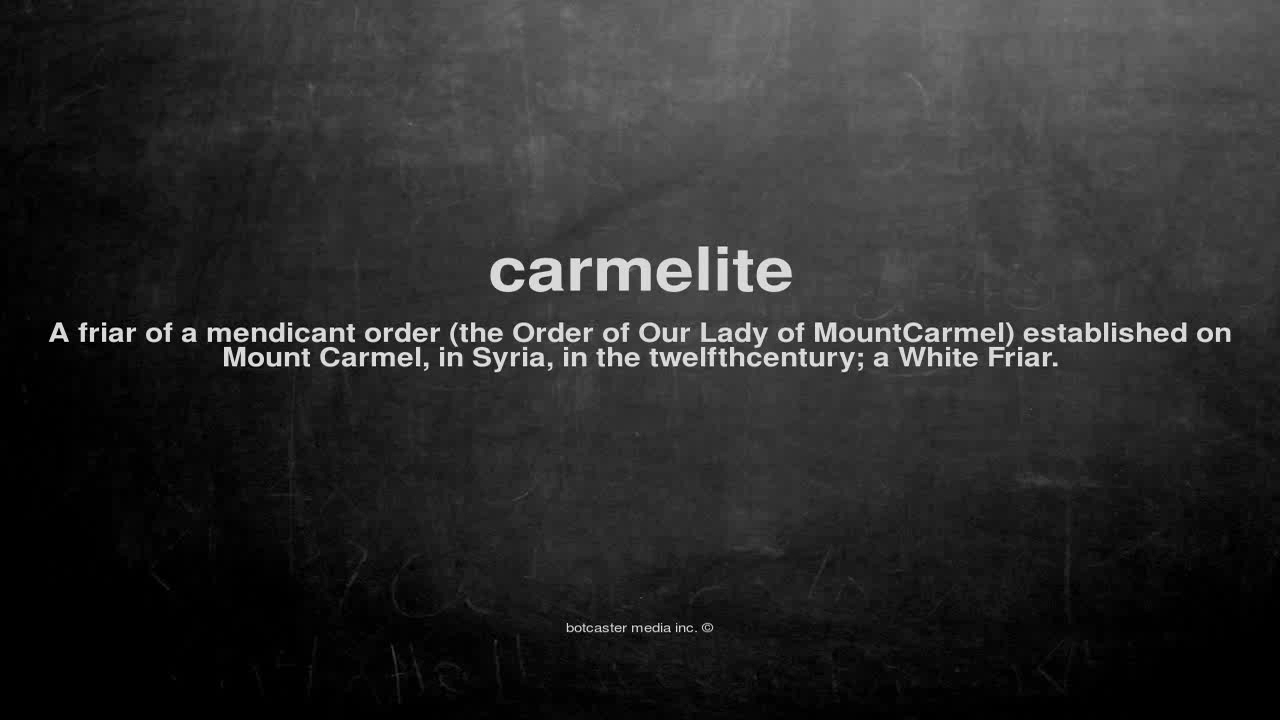 carmelite
A friar of a mendicant order (the Order of Our Lady of MountCarmel) established on
Mount Carmel, in Syria, in the twelfthcentury; a White Friar.
botcaster media inc. ©